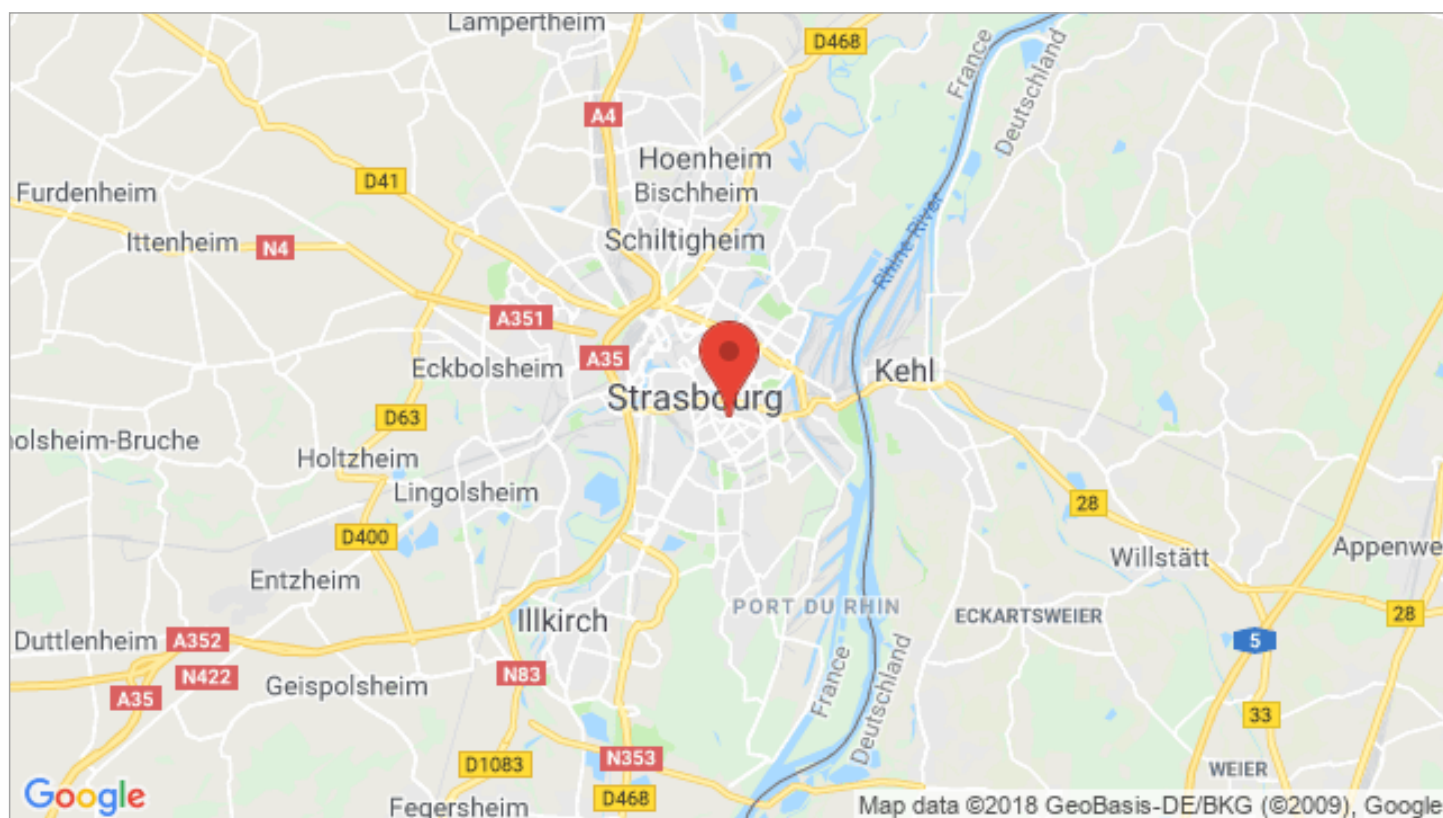 Lampertheim
D468
France
Deutschland
A4
Hoenheim
Bischheim
D41
Furdenheim
Ittenheim
N4
Schiltigheim
Rhine River
A351
A35
Eckbolsheim
Kehl
Strasbourg
D63
olsheim-Bruche
Holtzheim
Lingolsheim
28
D400
Willstätt
Appenwe
Entzheim
PORT DU RHIN
ECKARTSWEIER
28
Illkirch
Duttlenheim
A352
5
N422
Geispolsheim
N83
France
Deutschland
A35
33
N353
D1083
WEIER
D468
Google
Fegersheim
Map data ©2018 GeoBasis-DE/BKG (©2009), Google